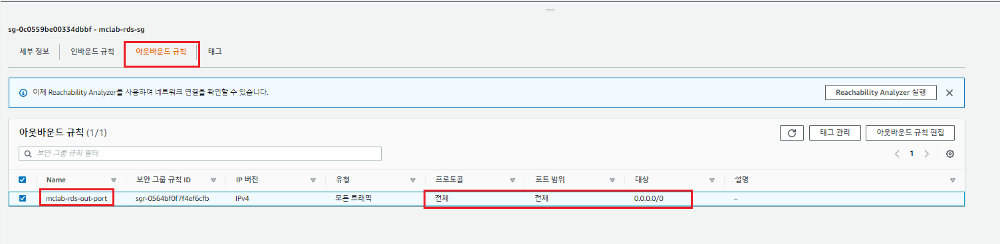 sg-0c0559be00334dbbf - mclab-rds-sg
세부 정보 인바운드 규칙 아웃바운드 규칙 태그
이제 Reachability Analyzer를 사용하여 네트워크 연결을 확인할 수 있습니다. Reachability Analyzer 실행
아웃바운드 규칙 (1/1) 태그 관리 아웃바운드 규칙 편집
보안 그룹 규칙 필터 1
Name 보안 그룹 규칙 ID IP 버전 유형 프로토콜 포트 범위 대상 설명
mclab-rds-out-port sgr-0564bf0f7f4ef6cfb IPv4 모든 트래픽 전체 전체 0.0.0.0/0 –